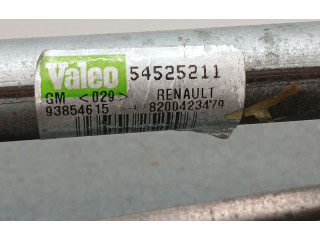 Valeo 54525211
GM <029> RENAULT
93854615 8200423479